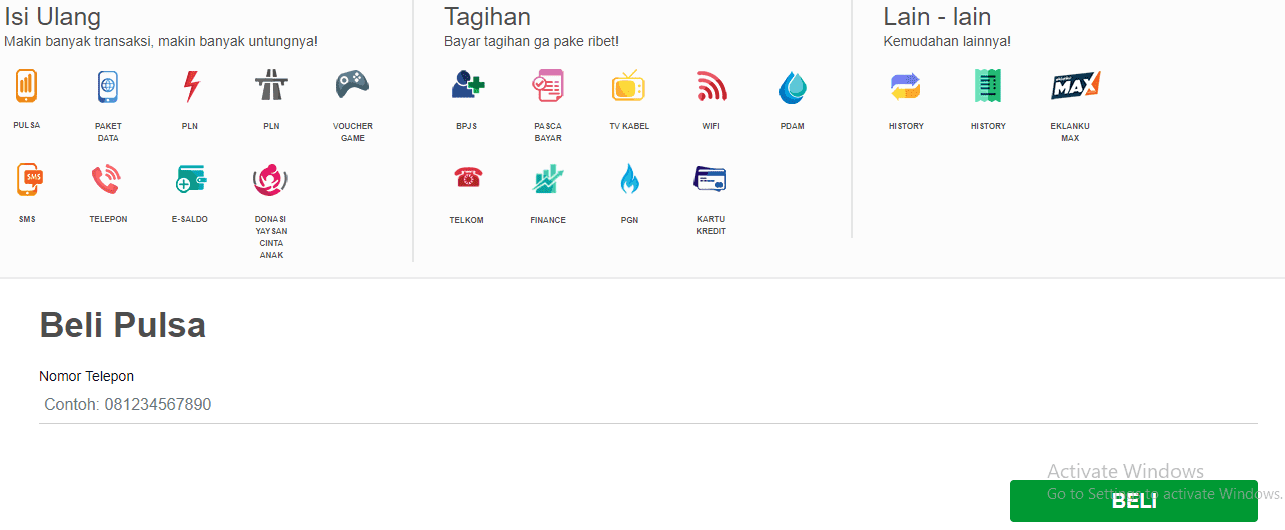 Isi Ulang
Makin banyak transaksi, makin banyak untungnya!
PULSA
PAKET
DATA
PLN
PLN
VOUCHER
GAME
SMS
SMS
TELEPON
E-SALDO
DONASI
YAYSAN
CINTA
ANAK
Tagihan
Bayar tagihan ga pake ribet!
BPJS
PASCA
BAYAR
TV KABEL
WIFI
PDAM
TELKOM
FINANCE
PGN
KARTU
KREDIT
Lain - lain
Kemudahan lainnya!
HISTORY
HISTORY
MAX
EKLANKU
MAX
Beli Pulsa
Nomor Telepon
Contoh: 081234567890
Activate Windows
Go to Settings to activate Windows.
BELI